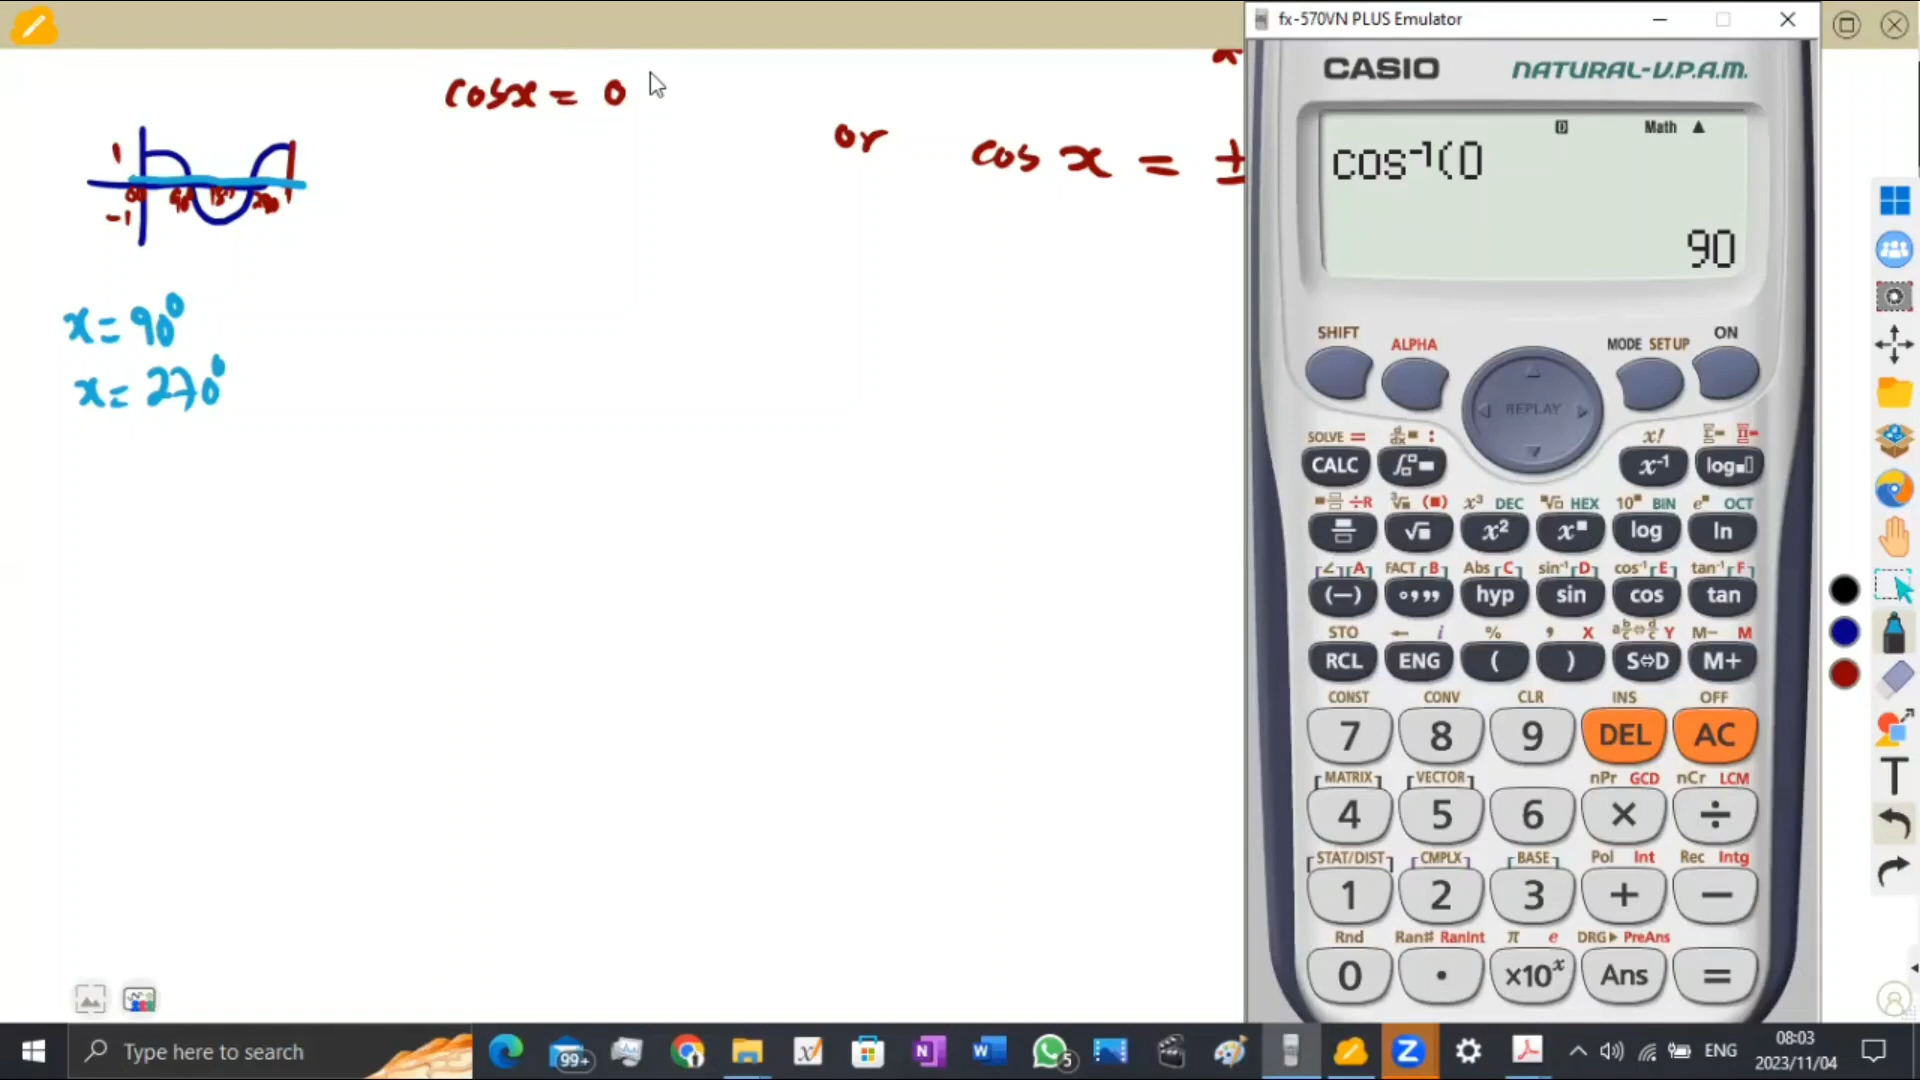 fx-570VN PLUS Emulator
cos x = 0
or
cos x = ±
1
-1
x = 90°
x = 270°
CASIO
NATURAL-V.P.A.M.
D Math ▲
cos⁻¹(0
90
SHIFT ALPHA MODE SETUP ON
REPLAY
SOLVE = d/dx : x!
CALC x⁻¹ log
÷R x³ DEC HEX 10 BIN e OCT
√ x² x log ln
∠ A FACT B Abs C sin⁻¹ D cos⁻¹ E tan⁻¹ F
(−) hyp sin cos tan
STO ← i % , X Y M− M
RCL ENG ( ) S⇔D M+
CONST CONV CLR INS OFF
7 8 9 DEL AC
MATRIX VECTOR nPr GCD nCr LCM
4 5 6 × ÷
STAT/DIST CMPLX BASE Pol Int Rec Intg
1 2 3 + −
Rnd Ran# RanInt π e DRG▶ PreAns
0 . ×10ˣ Ans =
T
Type here to search
99+
5
ENG
08:03
2023/11/04